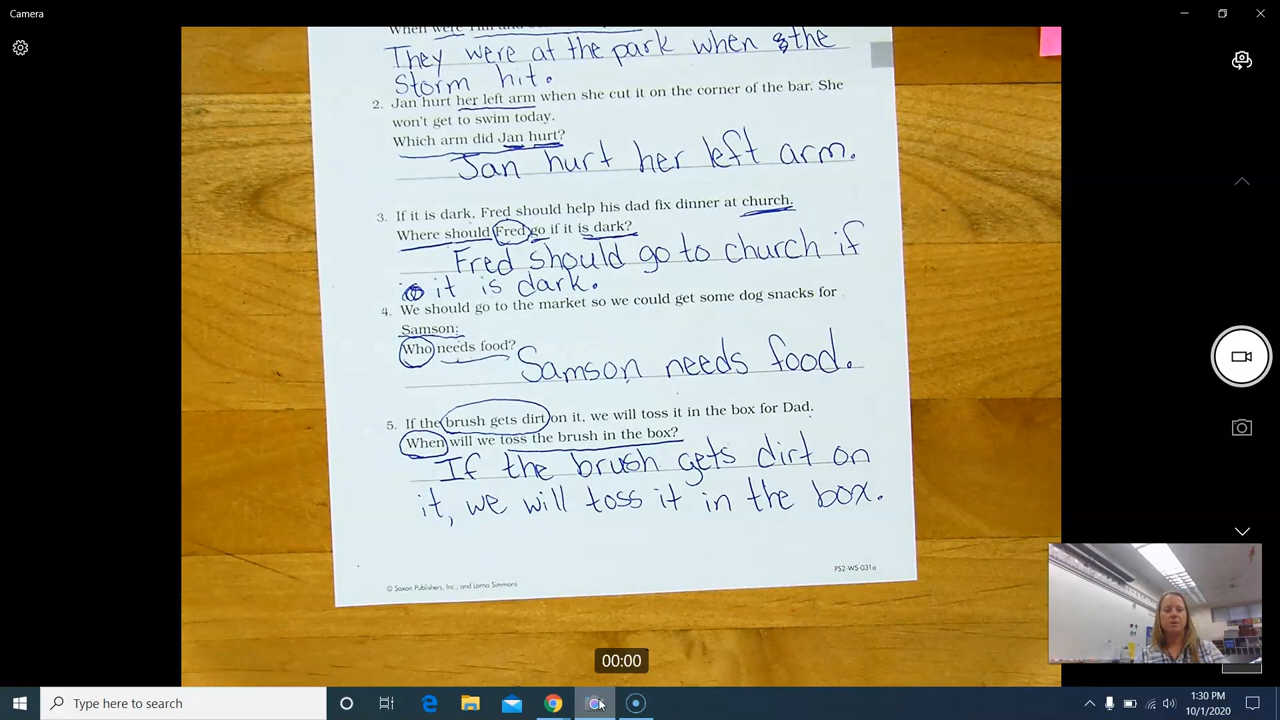 Camera
When were
They were at the park when the
storm hit.
2. Jan hurt her left arm when she cut it on the corner of the bar. She
won't get to swim today.
Which arm did Jan hurt?
Jan hurt her left arm.
3. If it is dark, Fred should help his dad fix dinner at church.
Where should Fred go if it is dark?
Fred should go to church if
it is dark.
4. We should go to the market so we could get some dog snacks for
Samson.
Who needs food?
Samson needs food.
5. If the brush gets dirt on it, we will toss it in the box for Dad.
When will we toss the brush in the box?
If the brush gets dirt on
it, we will toss it in the box.
© Saxon Publishers, Inc., and Lorna Simmons
PS2-WS-031a
00:00
Type here to search
1:30 PM
10/1/2020